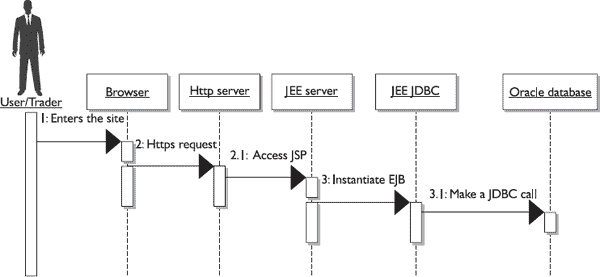 User/Trader
Browser
Http server
JEE server
JEE JDBC
Oracle database
1: Enters the site
2: Https request
2.1: Access JSP
3: Instantiate EJB
3.1: Make a JDBC call